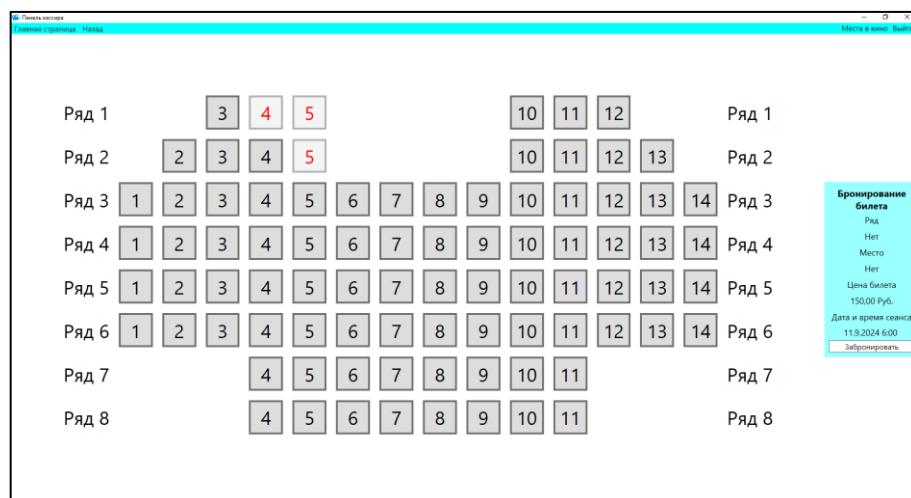 Панель кассира
Главная страница Назад Места в кино Выйти
Ряд 1 3 4 5 10 11 12 Ряд 1
Ряд 2 2 3 4 5 10 11 12 13 Ряд 2
Ряд 3 1 2 3 4 5 6 7 8 9 10 11 12 13 14 Ряд 3
Ряд 4 1 2 3 4 5 6 7 8 9 10 11 12 13 14 Ряд 4
Ряд 5 1 2 3 4 5 6 7 8 9 10 11 12 13 14 Ряд 5
Ряд 6 1 2 3 4 5 6 7 8 9 10 11 12 13 14 Ряд 6
Ряд 7 4 5 6 7 8 9 10 11 Ряд 7
Ряд 8 4 5 6 7 8 9 10 11 Ряд 8
Бронирование
билета
Ряд
Нет
Место
Нет
Цена билета
150,00 Руб.
Дата и время сеанса
11.9.2024 6:00
Забронировать